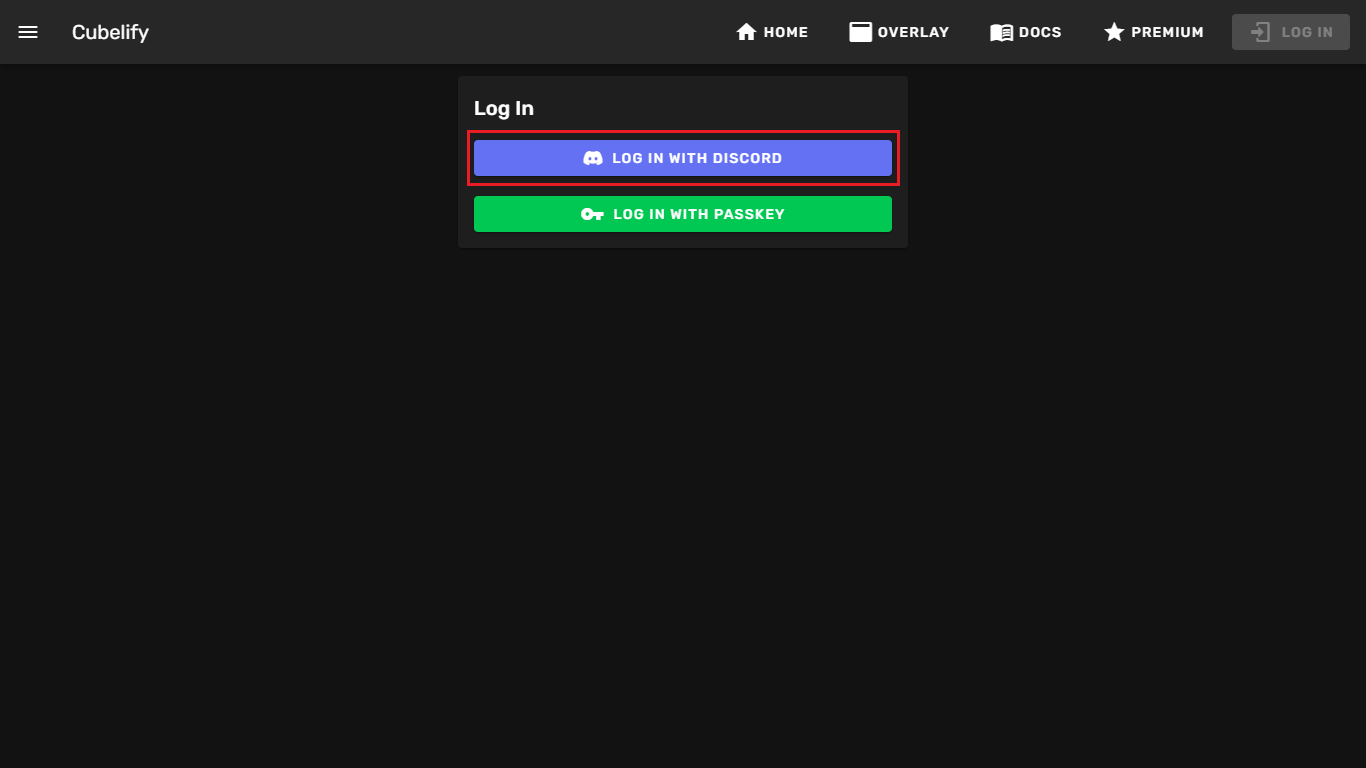 Cubelify HOME OVERLAY DOCS PREMIUM LOG IN
Log In
LOG IN WITH DISCORD
LOG IN WITH PASSKEY